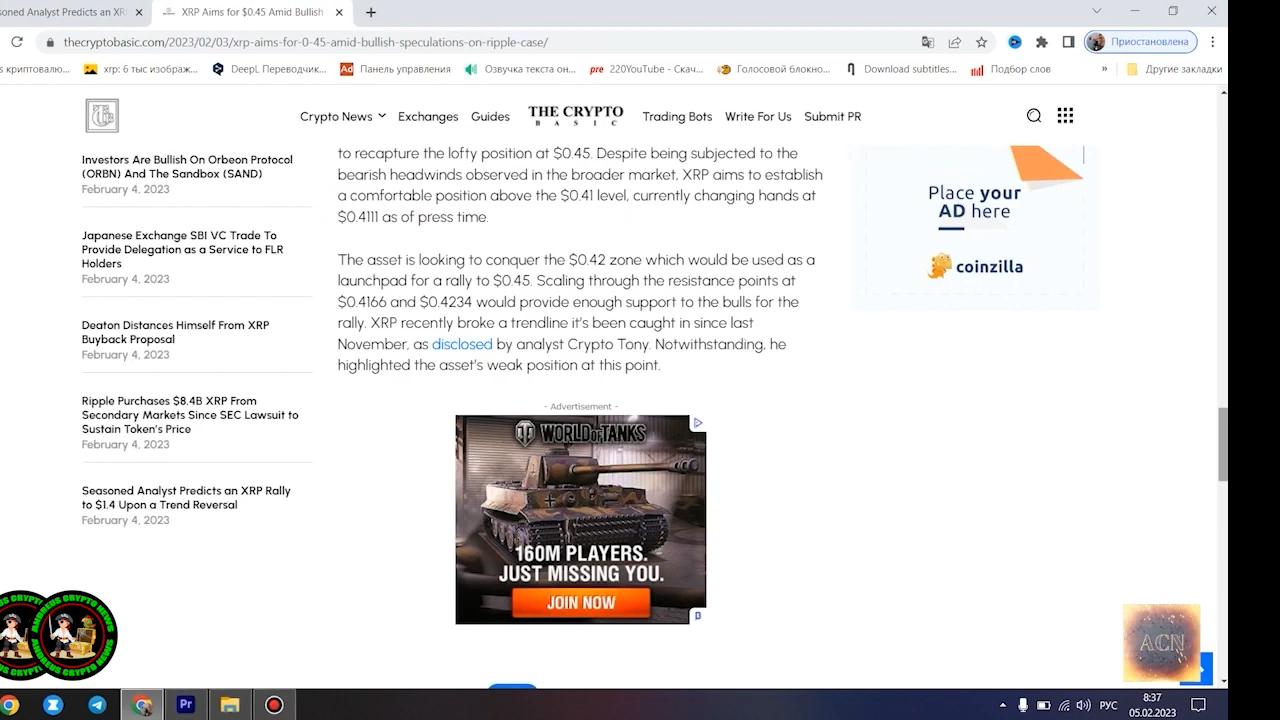 soned Analyst Predicts an XR
XRP Aims for $0.45 Amid Bullish
thecryptobasic.com/2023/02/03/xrp-aims-for-0-45-amid-bullish-speculations-on-ripple-case/
Приостановлена
s криптовалю...
xrp: 6 тыс изображ...
DeepL Переводчик...
Ad
Панель управления
Озвучка текста он...
pre
220YouTube - Скач...
Голосовой блокно...
Download subtitles...
Подбор слов
»
Другие закладки
Crypto News
Exchanges
Guides
THE CRYPTO
BASIC
Trading Bots
Write For Us
Submit PR
Investors Are Bullish On Orbeon Protocol
(ORBN) And The Sandbox (SAND)
February 4, 2023
Japanese Exchange SBI VC Trade To
Provide Delegation as a Service to FLR
Holders
February 4, 2023
Deaton Distances Himself From XRP
Buyback Proposal
February 4, 2023
Ripple Purchases $8.4B XRP From
Secondary Markets Since SEC Lawsuit to
Sustain Token's Price
February 4, 2023
Seasoned Analyst Predicts an XRP Rally
to $1.4 Upon a Trend Reversal
February 4, 2023
to recapture the lofty position at $0.45. Despite being subjected to the
bearish headwinds observed in the broader market, XRP aims to establish
a comfortable position above the $0.41 level, currently changing hands at
$0.4111 as of press time.
The asset is looking to conquer the $0.42 zone which would be used as a
launchpad for a rally to $0.45. Scaling through the resistance points at
$0.4166 and $0.4234 would provide enough support to the bulls for the
rally. XRP recently broke a trendline it's been caught in since last
November, as disclosed by analyst Crypto Tony. Notwithstanding, he
highlighted the asset's weak position at this point.
- Advertisement -
WORLD OF TANKS
160M PLAYERS.
JUST MISSING YOU.
JOIN NOW
Place your
AD here
coinzilla
ANDREUS CRYPTO NEWS
ANDREUS CRYPTO NEWS
ACN
Pr
РУС
8:37
05.02.2023